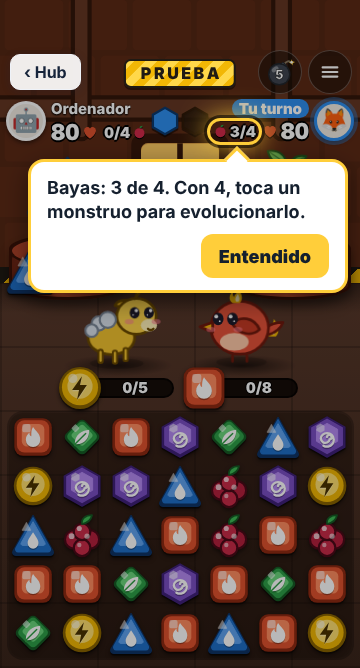 ‹ Hub
PRUEBA
5
Ordenador
Tu turno
80
0/4
3/4
80
Bayas: 3 de 4. Con 4, toca un
monstruo para evolucionarlo.
Entendido
0/5
0/8